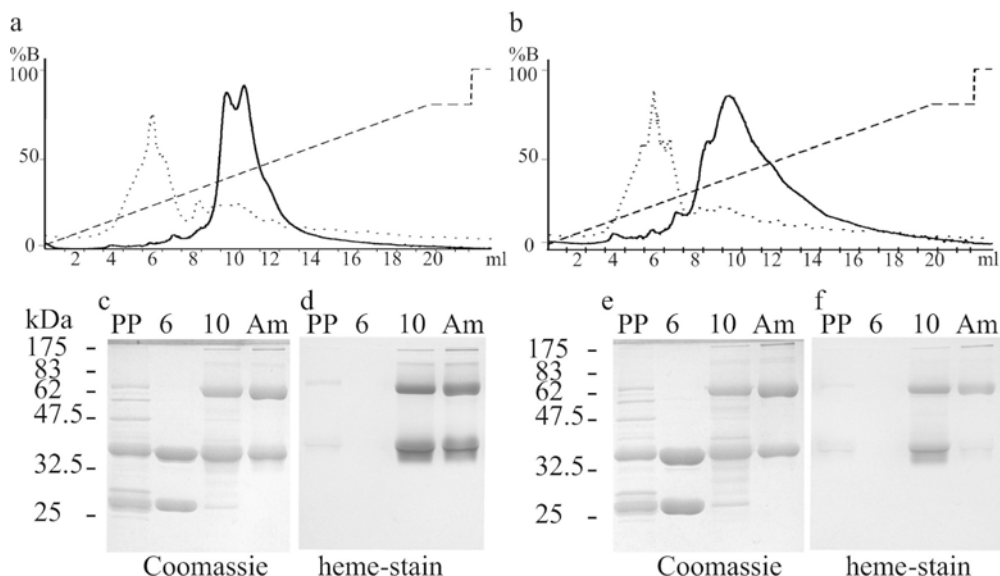 a
%B
100
50
0
2 4 6 8 10 12 14 16 18 20 ml
b
%B
100
50
0
2 4 6 8 10 12 14 16 18 20 ml
c
kDa
PP 6 10 Am
175
83
62
47.5
32.5
25
Coomassie
d
PP 6 10 Am
heme-stain
e
PP 6 10 Am
175
83
62
47.5
32.5
25
Coomassie
f
PP 6 10 Am
heme-stain